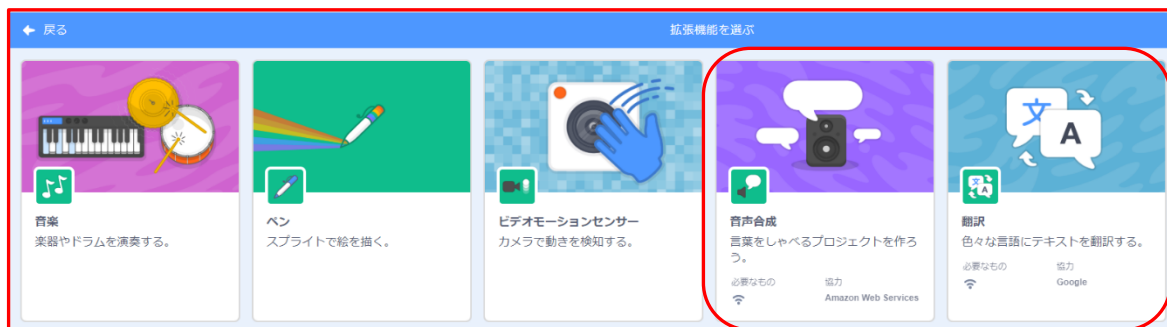 戻る
拡張機能を選ぶ
文
A
音楽
楽器やドラムを演奏する。
ペン
スプライトで絵を描く。
ビデオモーションセンサー
カメラで動きを検知する。
音声合成
言葉をしゃべるプロジェクトを作ろ
う。
必要なもの
協力
Amazon Web Services
文
A
翻訳
色々な言語にテキストを翻訳する。
必要なもの
協力
Google